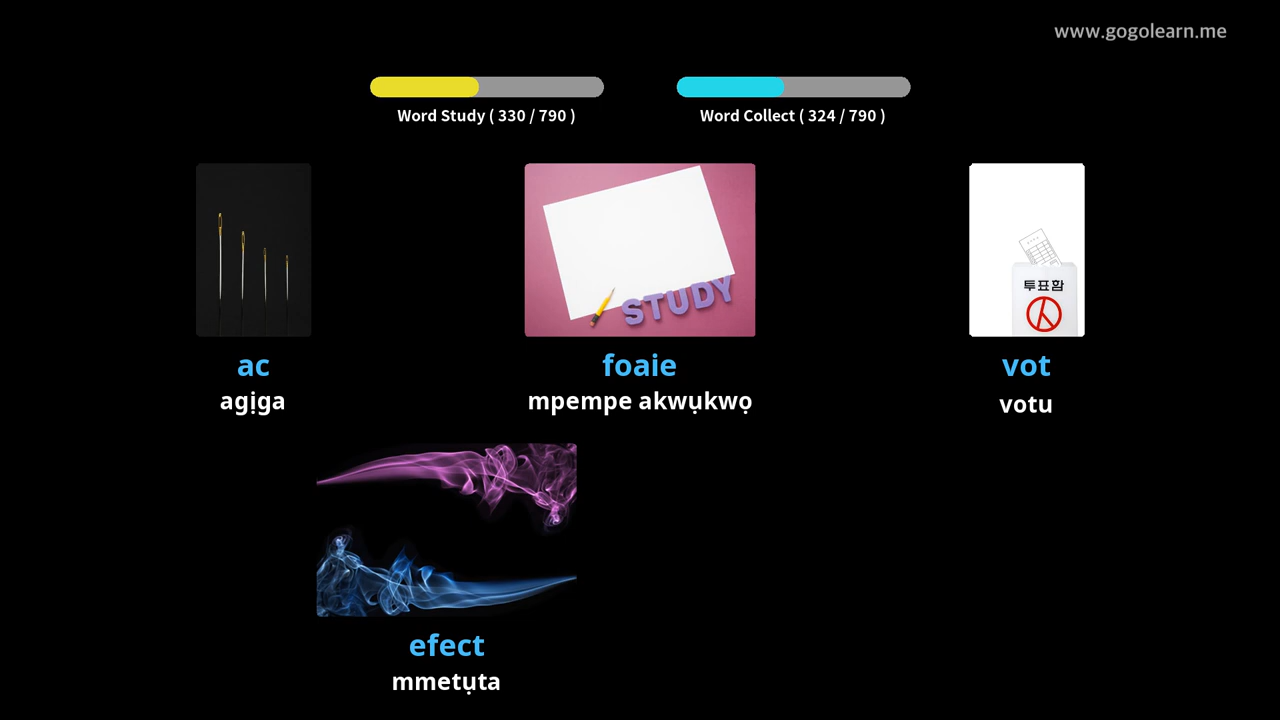 www.gogolearn.me
Word Study ( 330 / 790 )
Word Collect ( 324 / 790 )
STUDY
투표함
ac
agịga
foaie
mpempe akwụkwọ
vot
votu
efect
mmetụta